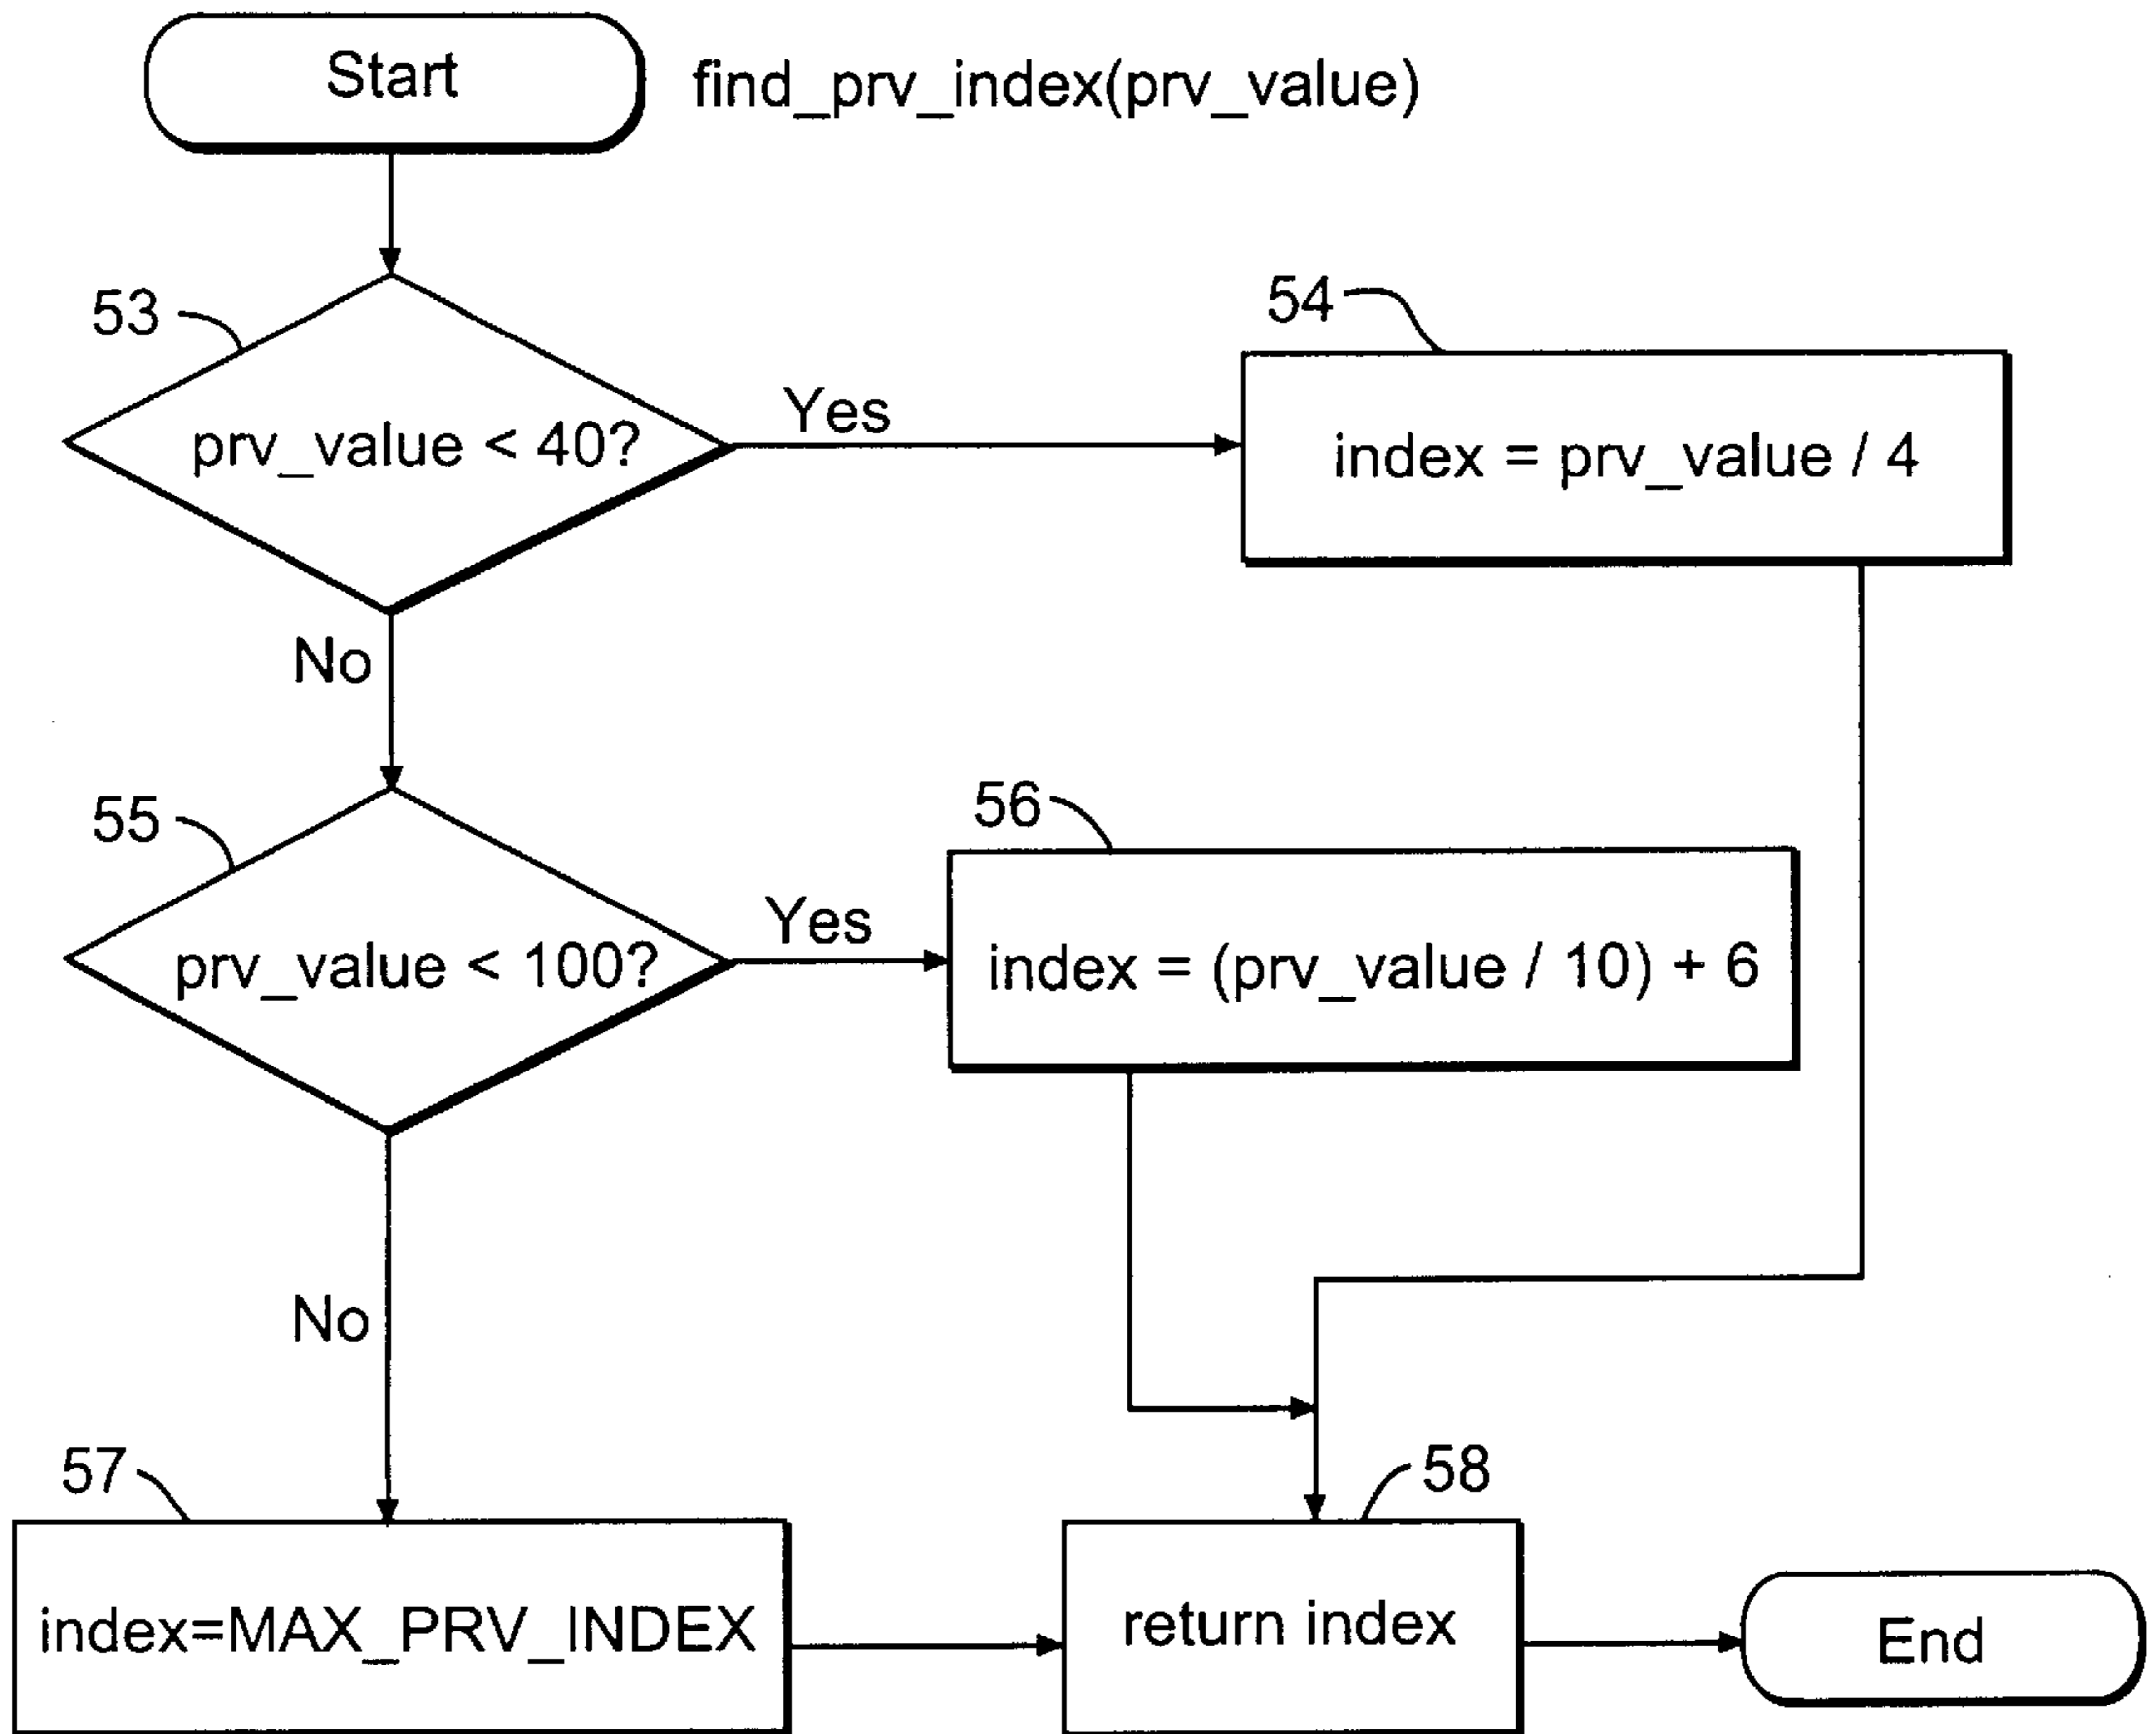 Start
find_prv_index(prv_value)
53
prv_value < 40?
Yes
54
index = prv_value / 4
No
55
prv_value < 100?
Yes
56
index = (prv_value / 10) + 6
No
57
index=MAX_PRV_INDEX
58
return index
End